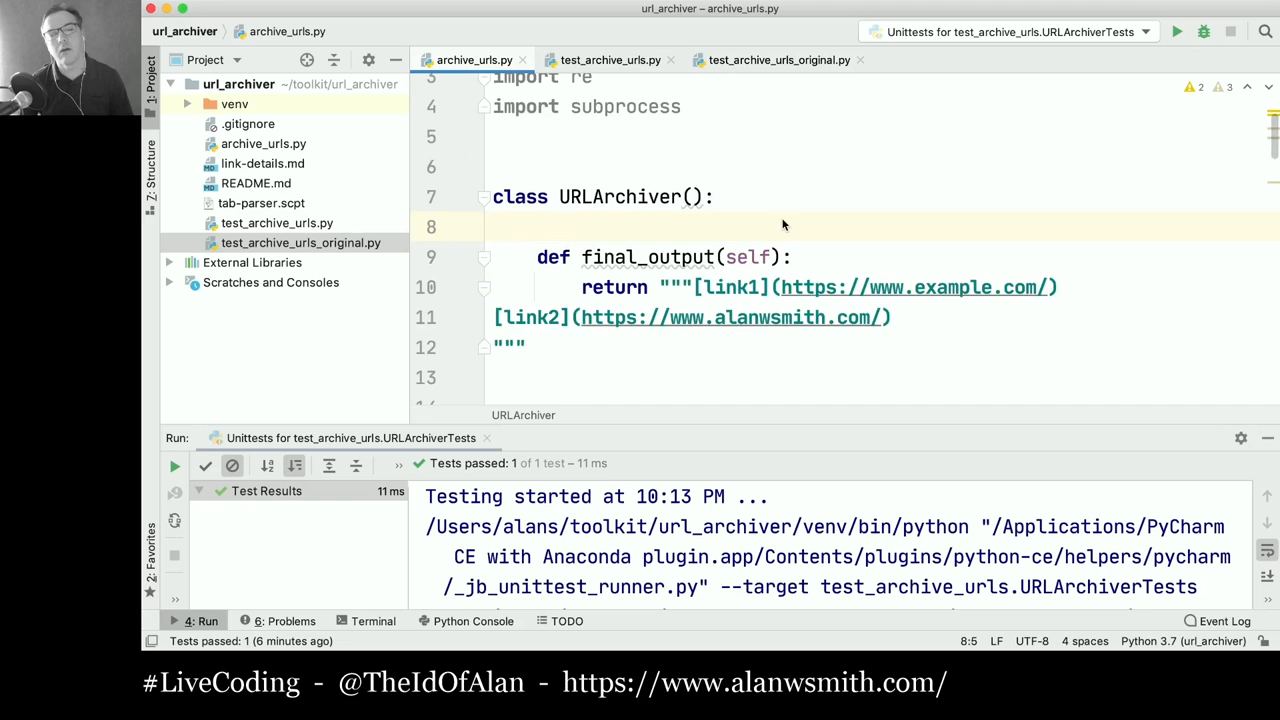 url_archiver – archive_urls.py
url_archiver
archive_urls.py
Unittests for test_archive_urls.URLArchiverTests
1: Project
Z: Structure
2: Favorites
Project
url_archiver ~/toolkit/url_archiver
venv
.gitignore
archive_urls.py
link-details.md
README.md
tab-parser.scpt
test_archive_urls.py
test_archive_urls_original.py
External Libraries
Scratches and Consoles
archive_urls.py
test_archive_urls.py
test_archive_urls_original.py
2
3
3 import re
4 import subprocess
5
6
7 class URLArchiver():
8
9 def final_output(self):
10 return """[link1](https://www.example.com/)
11 [link2](https://www.alanwsmith.com/)
12 """
13
URLArchiver
Run: Unittests for test_archive_urls.URLArchiverTests
Tests passed: 1 of 1 test – 11 ms
Test Results 11 ms
Testing started at 10:13 PM ...
/Users/alans/toolkit/url_archiver/venv/bin/python "/Applications/PyCharm
CE with Anaconda plugin.app/Contents/plugins/python-ce/helpers/pycharm
/_jb_unittest_runner.py" --target test_archive_urls.URLArchiverTests
4: Run
6: Problems
Terminal
Python Console
TODO
Event Log
Tests passed: 1 (6 minutes ago)
8:5 LF UTF-8 4 spaces Python 3.7 (url_archiver)
#LiveCoding - @TheIdOfAlan - https://www.alanwsmith.com/